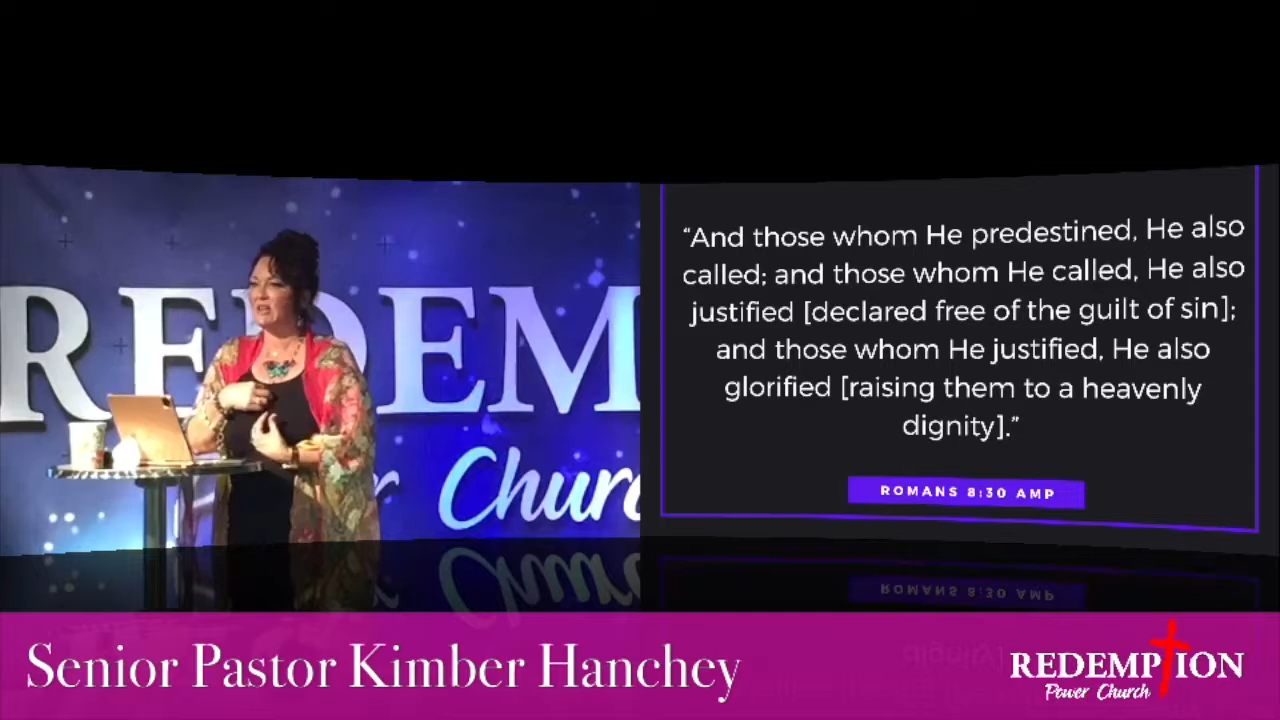 REDEM
Church
“And those whom He predestined, He also
called; and those whom He called, He also
justified [declared free of the guilt of sin];
and those whom He justified, He also
glorified [raising them to a heavenly
dignity].”
ROMANS 8:30 AMP
Senior Pastor Kimber Hanchey
REDEMPTION
Power Church